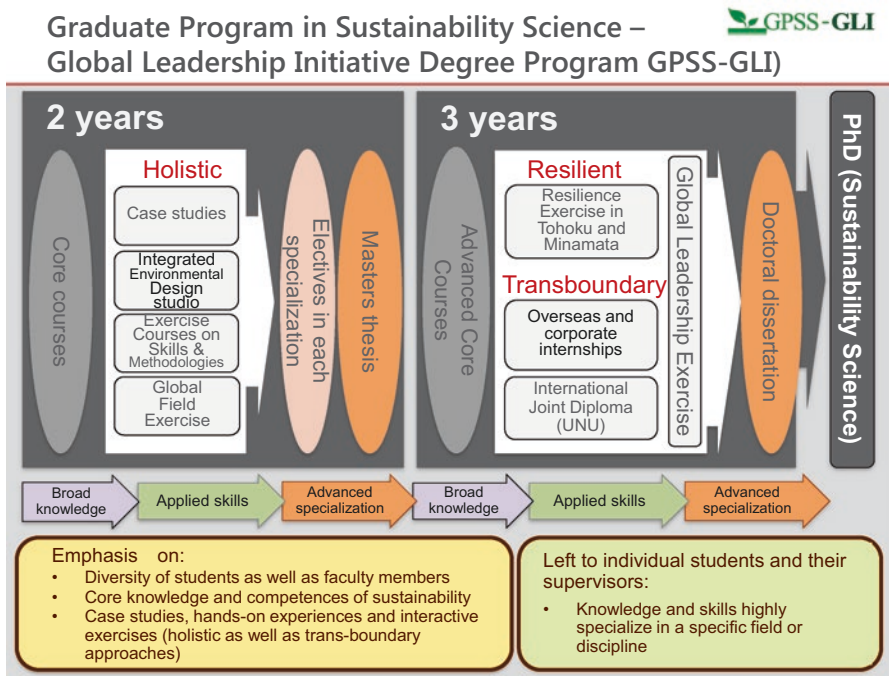 Graduate Program in Sustainability Science –
Global Leadership Initiative Degree Program GPSS-GLI)
GPSS-GLI
2 years
Core courses
Holistic
Case studies
Integrated
Environmental
Design
studio
Exercise
Courses on
Skills &
Methodologies
Global
Field
Exercise
Electives in each
specialization
Masters thesis
3 years
Advanced Core
Courses
Resilient
Resilience
Exercise in
Tohoku and
Minamata
Transboundary
Overseas and
corporate
internships
International
Joint Diploma
(UNU)
Global Leadership Exercise
Doctoral dissertation
PhD (Sustainability Science)
Broad
knowledge
Applied skills
Advanced
specialization
Broad
knowledge
Applied skills
Advanced
specialization
Emphasis on:
• Diversity of students as well as faculty members
• Core knowledge and competences of sustainability
• Case studies, hands-on experiences and interactive
exercises (holistic as well as trans-boundary
approaches)
Left to individual students and their
supervisors:
• Knowledge and skills highly
specialize in a specific field or
discipline